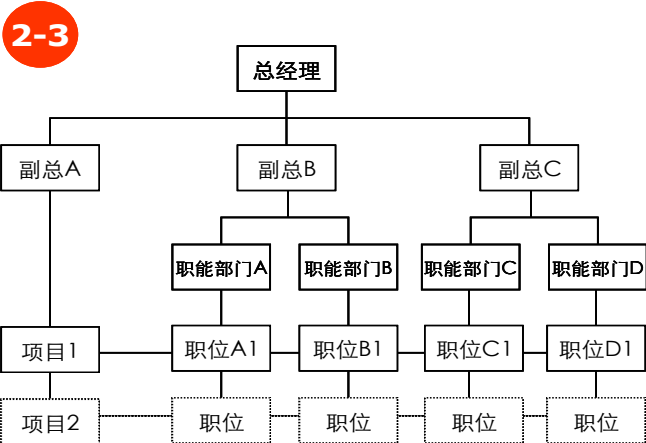 2-3
总经理
副总A
副总B
副总C
职能部门A
职能部门B
职能部门C
职能部门D
项目1
职位A1
职位B1
职位C1
职位D1
项目2
职位
职位
职位
职位